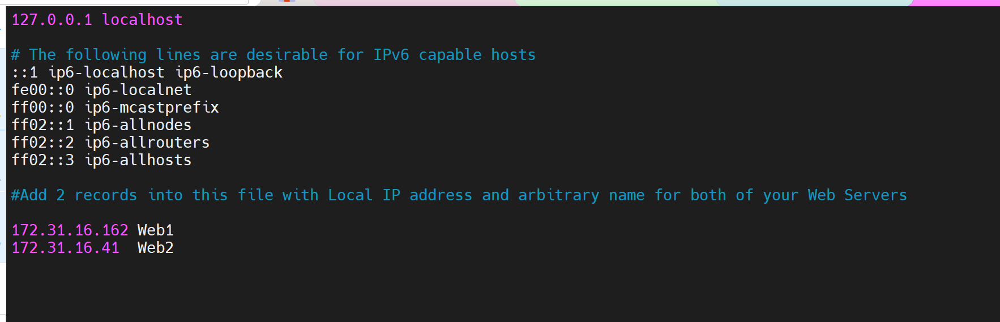 127.0.0.1 localhost
# The following lines are desirable for IPv6 capable hosts
::1 ip6-localhost ip6-loopback
fe00::0 ip6-localnet
ff00::0 ip6-mcastprefix
ff02::1 ip6-allnodes
ff02::2 ip6-allrouters
ff02::3 ip6-allhosts
#Add 2 records into this file with Local IP address and arbitrary name for both of your Web Servers
172.31.16.162 Web1
172.31.16.41  Web2